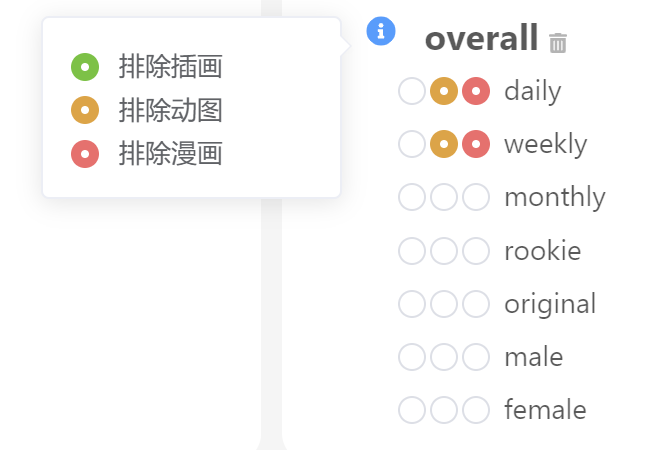 排除插画
排除动图
排除漫画
overall
daily
weekly
monthly
rookie
original
male
female